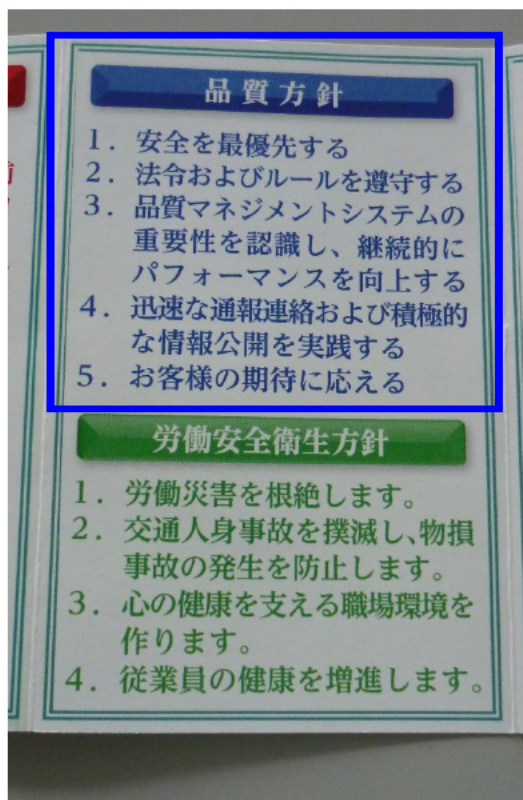 品質方針
1. 安全を最優先する
2. 法令およびルールを遵守する
3. 品質マネジメントシステムの
重要性を認識し、継続的に
パフォーマンスを向上する
4. 迅速な通報連絡および積極的
な情報公開を実践する
5. お客様の期待に応える
労働安全衛生方針
1. 労働災害を根絶します。
2. 交通人身事故を撲滅し、物損
事故の発生を防止します。
3. 心の健康を支える職場環境を
作ります。
4. 従業員の健康を増進します。